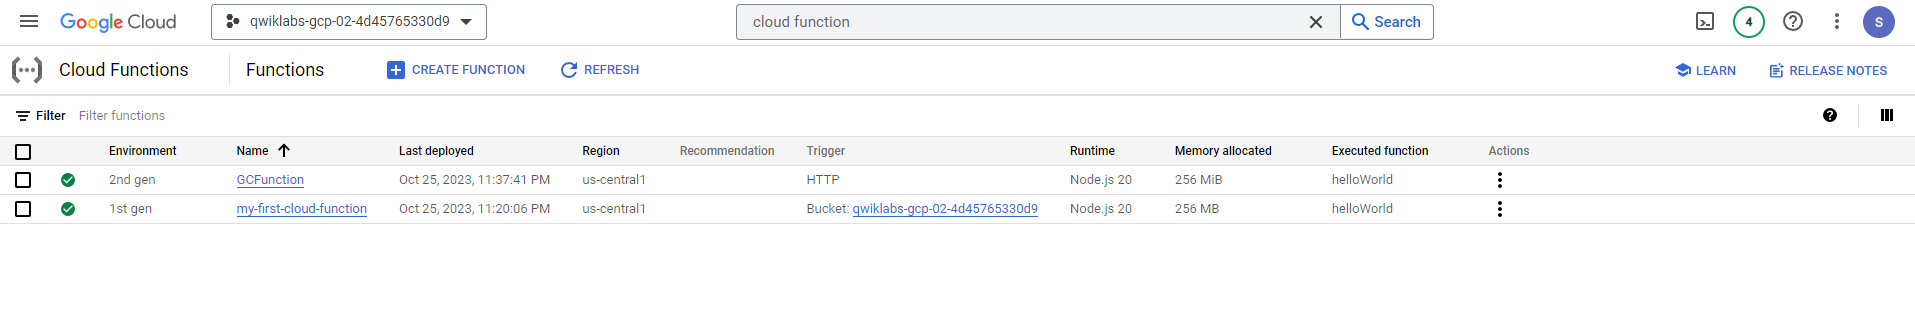 Google Cloud qwiklabs-gcp-02-4d45765330d9 cloud function Search 4 S
Cloud Functions Functions CREATE FUNCTION REFRESH LEARN RELEASE NOTES
Filter Filter functions
Environment Name Last deployed Region Recommendation Trigger Runtime Memory allocated Executed function Actions
2nd gen GCFunction Oct 25, 2023, 11:37:41 PM us-central1 HTTP Node.js 20 256 MiB helloWorld
1st gen my-first-cloud-function Oct 25, 2023, 11:20:06 PM us-central1 Bucket: qwiklabs-gcp-02-4d45765330d9 Node.js 20 256 MB helloWorld